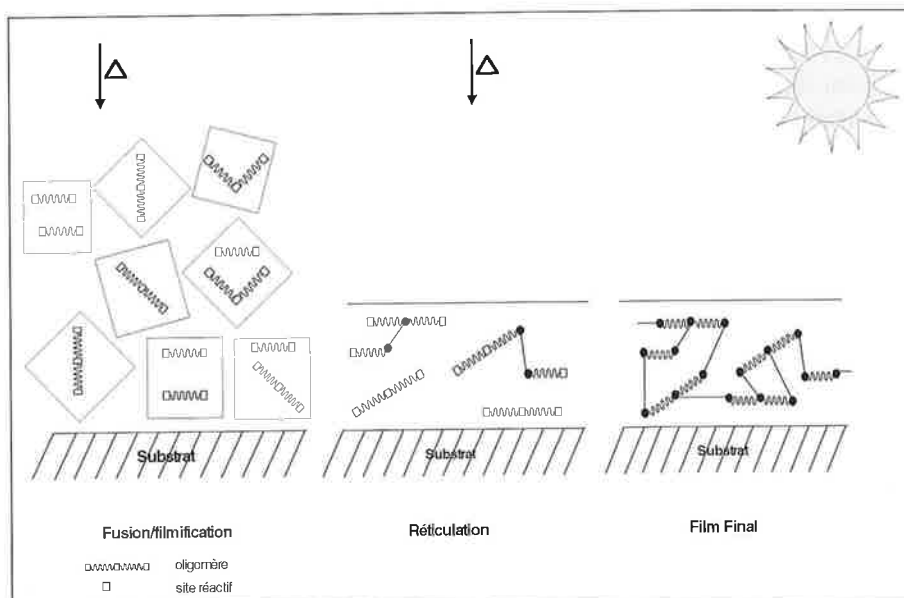 Δ
Δ
Substrat
Substrat
Substrat
Fusion/filmification
Réticulation
Film Final
oligomère
site réactif